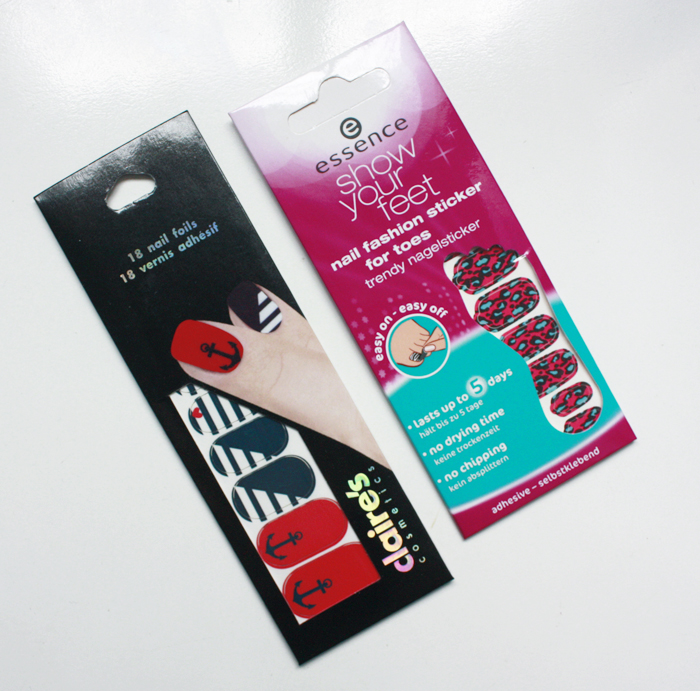 18 nail foils
18 vernis adhésif
claire's
cosmetics
e
essence
show
your
feet
nail fashion sticker
for toes
trendy nagelsticker
easy on - easy off
• lasts up to 5 days
hält bis zu 5 tage
• no drying time
keine trockenzeit
• no chipping
kein absplittern
adhesive – selbstklebend